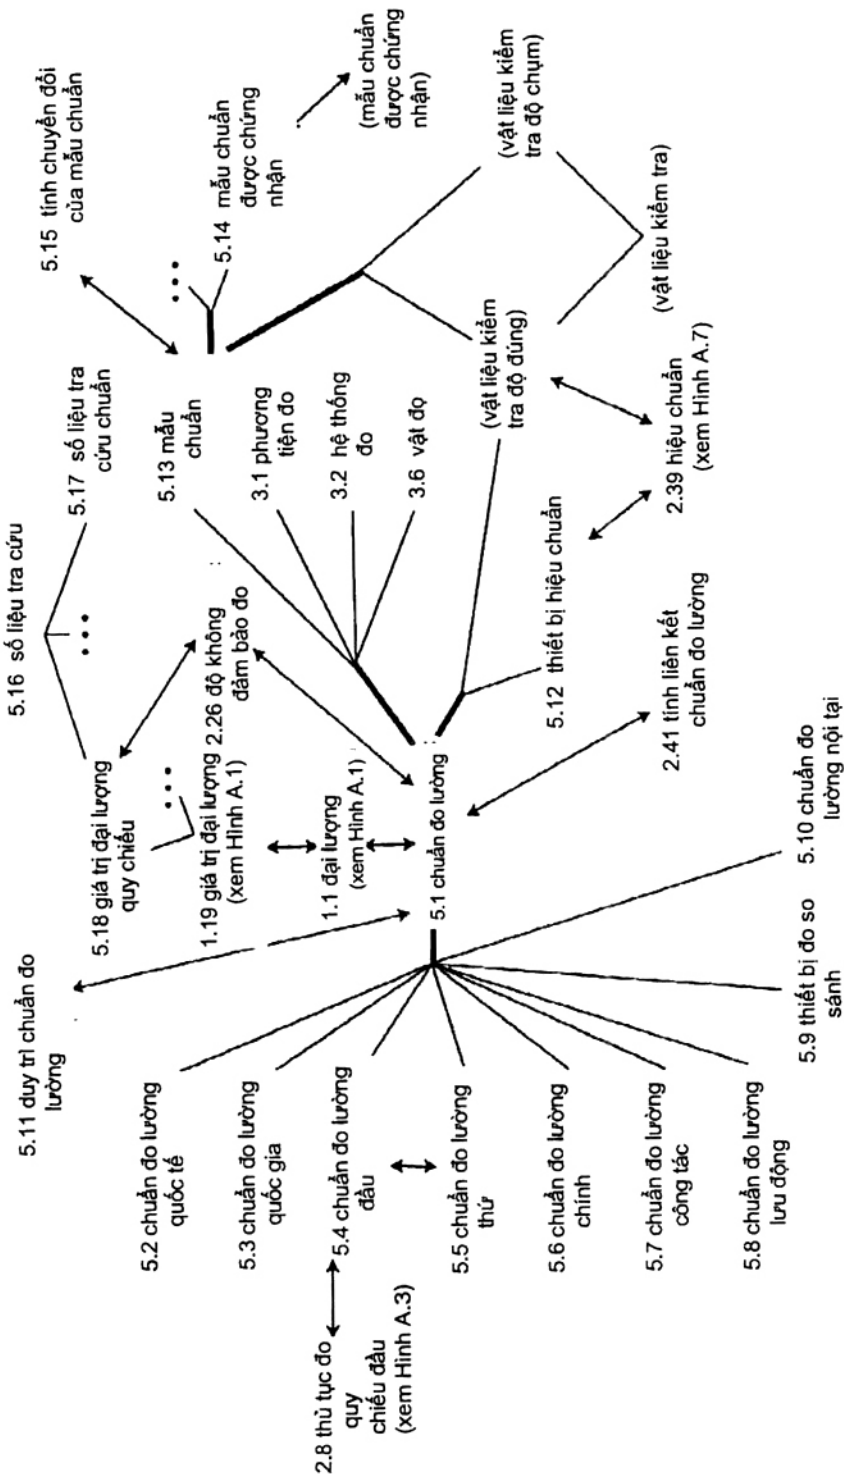 5.16 số liệu tra cứu
5.17 số liệu tra
cứu chuẩn
5.18 giá trị đại lượng
quy chiếu
5.15 tính chuyển đổi
của mẫu chuẩn
5.11 duy trì chuẩn đo
lường
1.19 giá trị đại lượng
(xem Hình A.1)
2.26 độ không
đảm bảo đo
5.13 mẫu
chuẩn
5.14 mẫu chuẩn
được chứng
nhận
(mẫu chuẩn
được chứng
nhận)
1.1 đại lượng
(xem Hình A.1)
3.1 phương
tiện đo
3.2 hệ thống
đo
3.6 vật đọ
5.2 chuẩn đo lường
quốc tế
5.3 chuẩn đo lường
quốc gia
2.8 thủ tục đo
quy
chiếu đầu
(xem Hình A.3)
5.4 chuẩn đo lường
đầu
5.5 chuẩn đo lường
thứ
5.6 chuẩn đo lường
chính
5.7 chuẩn đo lường
công tác
5.8 chuẩn đo lường
lưu động
5.1 chuẩn đo lường
(vật liệu kiểm
tra độ đúng)
(vật liệu kiểm
tra độ chụm)
5.12 thiết bị hiệu chuẩn
(vật liệu kiểm tra)
2.39 hiệu chuẩn
(xem Hình A.7)
2.41 tính liên kết
chuẩn đo lường
5.9 thiết bị đo so
sánh
5.10 chuẩn đo
lường nội tại